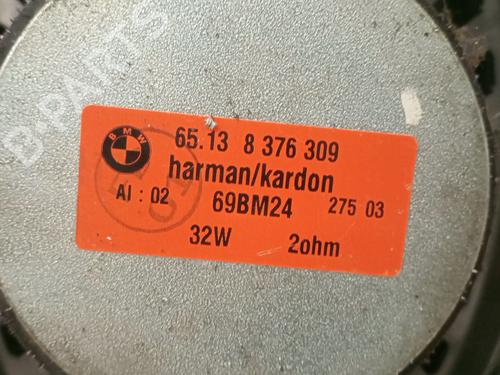 B-PARTS
BMW
65.13 8 376 309
harman/kardon
AI : 02 69BM24 275 03
32W 2ohm